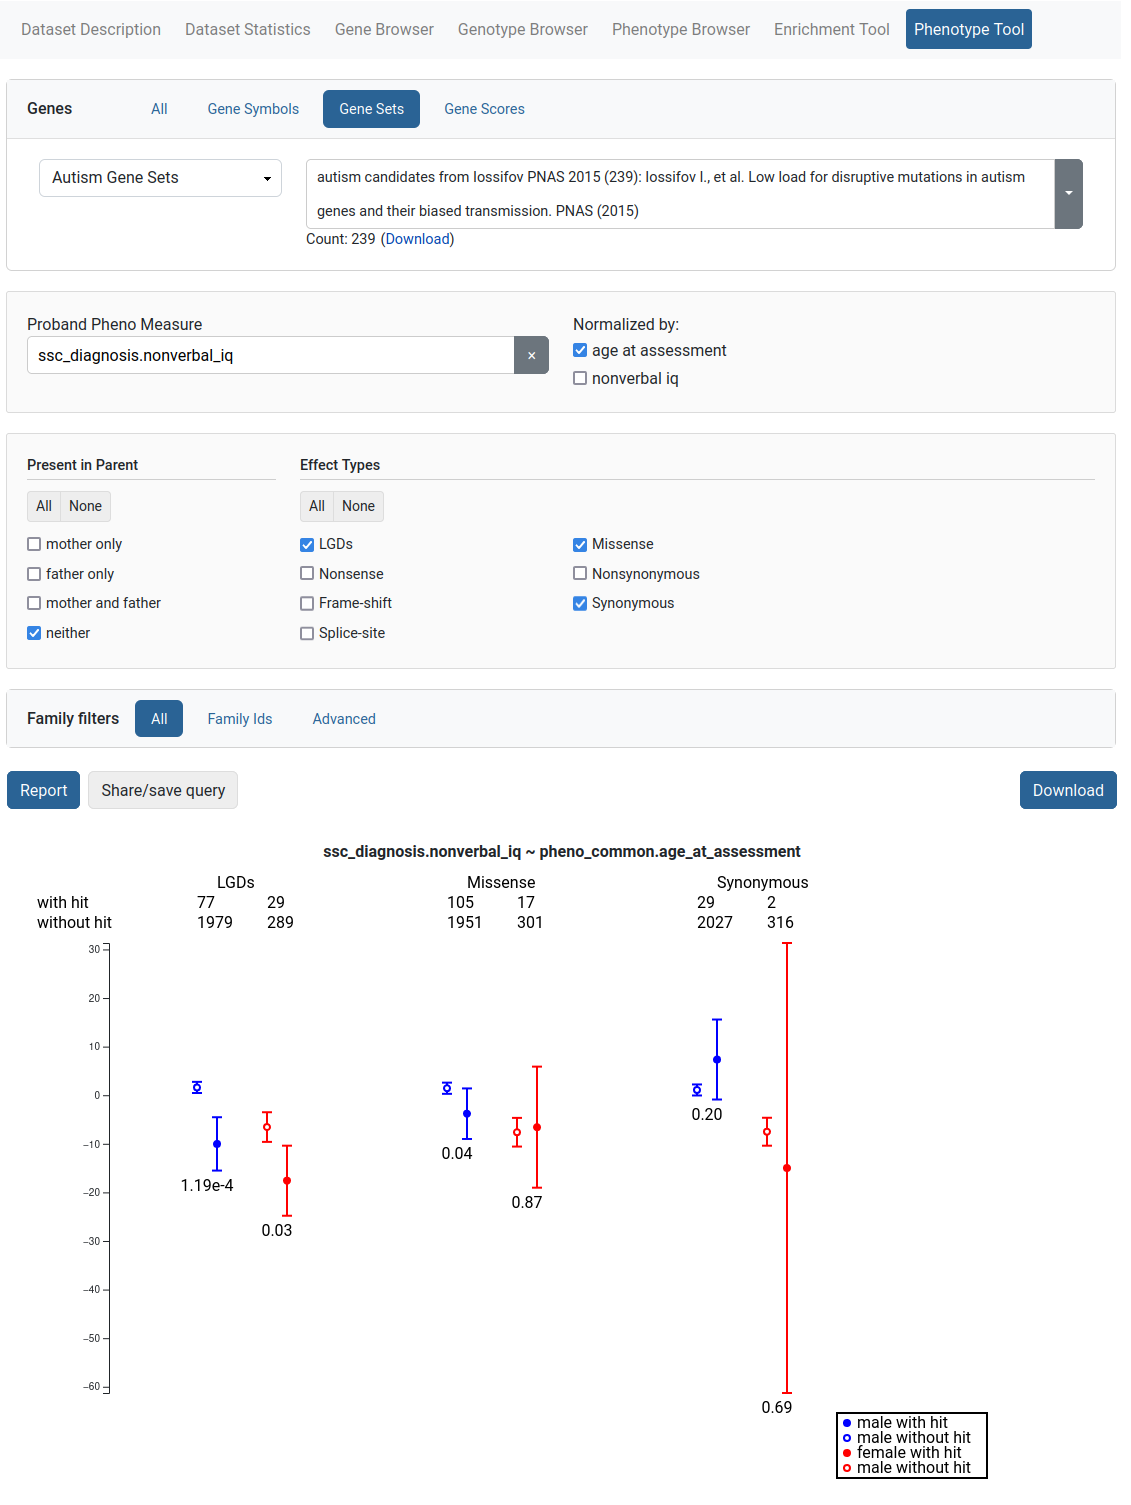 Dataset Description Dataset Statistics Gene Browser Genotype Browser Phenotype Browser Enrichment Tool Phenotype Tool
Genes All Gene Symbols Gene Sets Gene Scores
Autism Gene Sets
autism candidates from Iossifov PNAS 2015 (239): Iossifov I., et al. Low load for disruptive mutations in autism
genes and their biased transmission. PNAS (2015)
Count: 239 (Download)
Proband Pheno Measure
ssc_diagnosis.nonverbal_iq ×
Normalized by:
age at assessment
nonverbal iq
Present in Parent
All None
mother only
father only
mother and father
neither
Effect Types
All None
LGDs Missense
Nonsense Nonsynonymous
Frame-shift Synonymous
Splice-site
Family filters All Family Ids Advanced
Report Share/save query Download
ssc_diagnosis.nonverbal_iq ~ pheno_common.age_at_assessment
LGDs Missense Synonymous
with hit 77 29 105 17 29 2
without hit 1979 289 1951 301 2027 316
30
20
10
0
−10
−20
−30
−40
−50
−60
1.19e-4
0.03
0.04
0.87
0.20
0.69
male with hit
male without hit
female with hit
male without hit